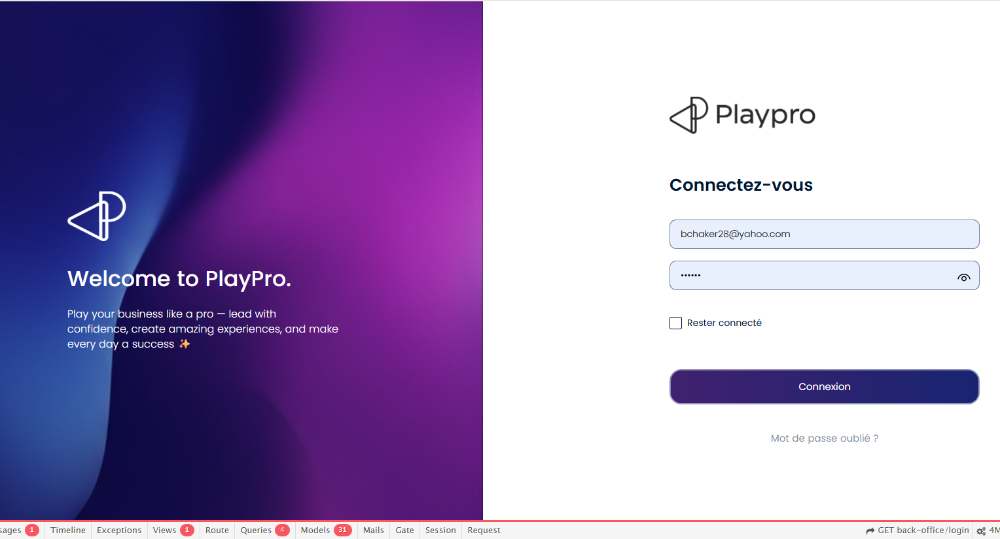 Welcome to PlayPro.
Play your business like a pro — lead with
confidence, create amazing experiences, and make
every day a success ✨
Playpro
Connectez-vous
bchaker28@yahoo.com
••••••
Rester connecté
Connexion
Mot de passe oublié ?
sages 1 Timeline Exceptions Views 1 Route Queries 4 Models 31 Mails Gate Session Request GET back-office/login 4M